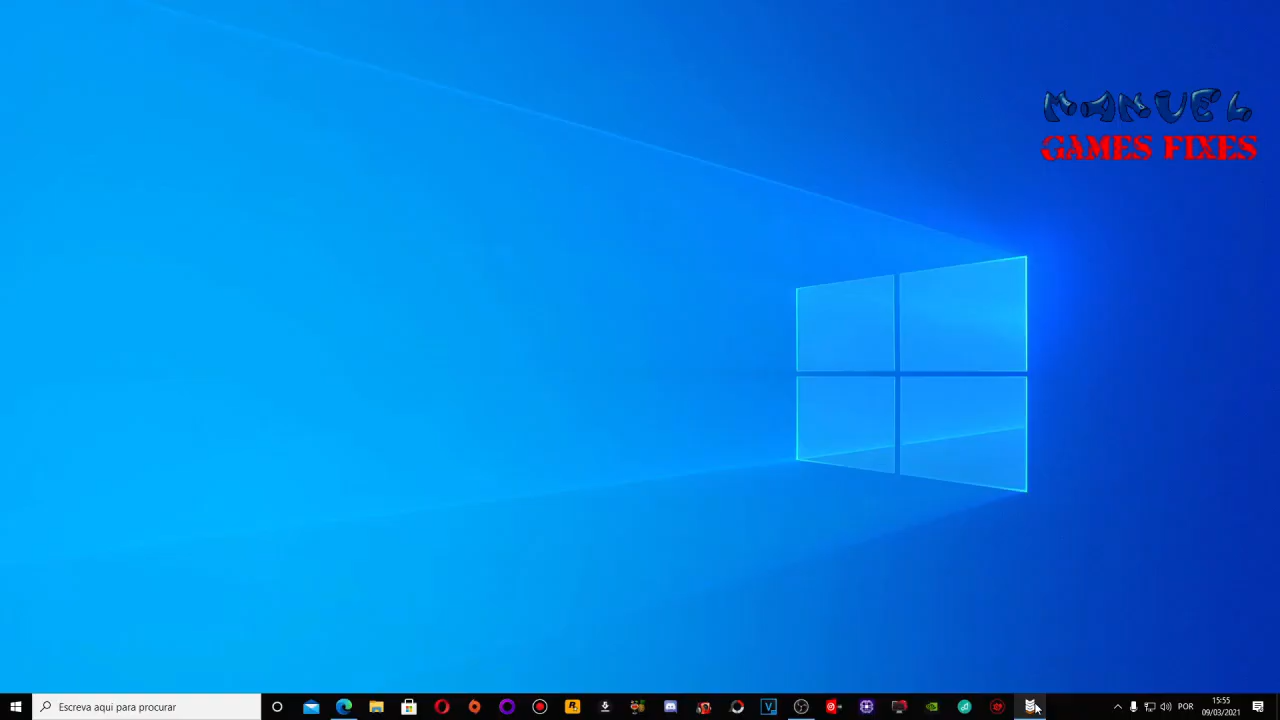 MANUEL
GAMES FIXES
Escreva aqui para procurar
POR
15:55
09/03/2021